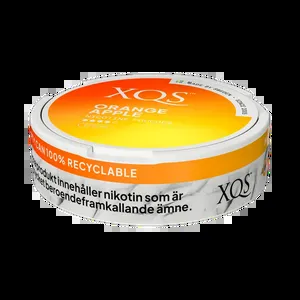 XQS
ORANGE
APPLE
CAN 100% RECYCLABLE
produkt innehåller nikotin som är
beroendeframkallande ämne.
XQS